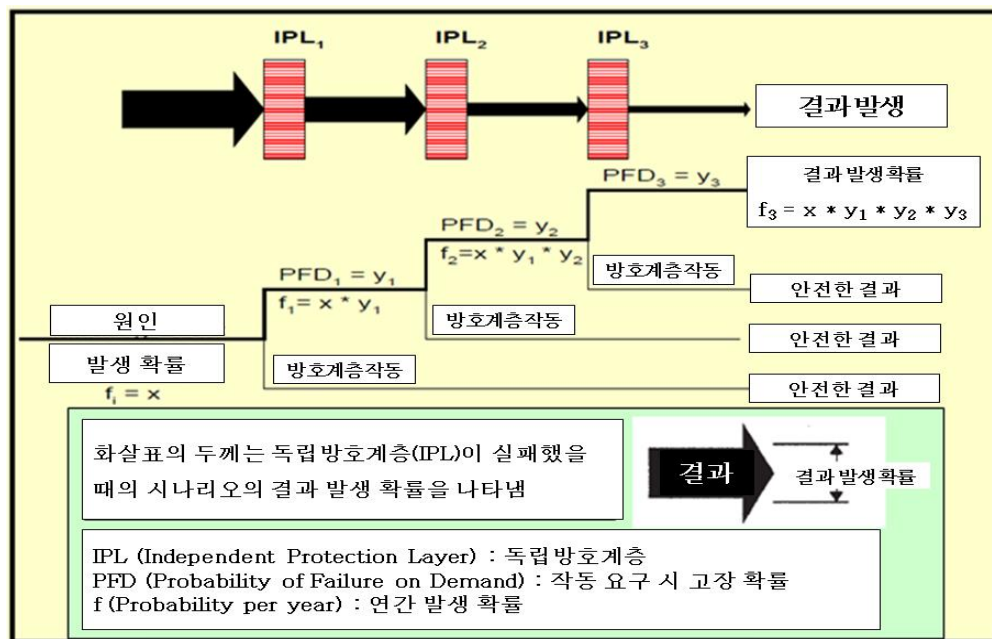 IPL₁ IPL₂ IPL₃
결과 발생
PFD₃ = y₃
결과 발생확률
f₃ = x * y₁ * y₂ * y₃
PFD₂ = y₂
f₂=x * y₁ * y₂
방호계층작동
PFD₁ = y₁
f₁= x * y₁
안전한 결과
원인
방호계층작동
안전한 결과
발생 확률
방호계층작동
fᵢ = x
안전한 결과
화살표의 두께는 독립방호계층(IPL)이 실패했을
때의 시나리오의 결과 발생 확률을 나타냄
결과
결과 발생확률
IPL (Independent Protection Layer) : 독립방호계층
PFD (Probability of Failure on Demand) : 작동 요구 시 고장 확률
f (Probability per year) : 연간 발생 확률